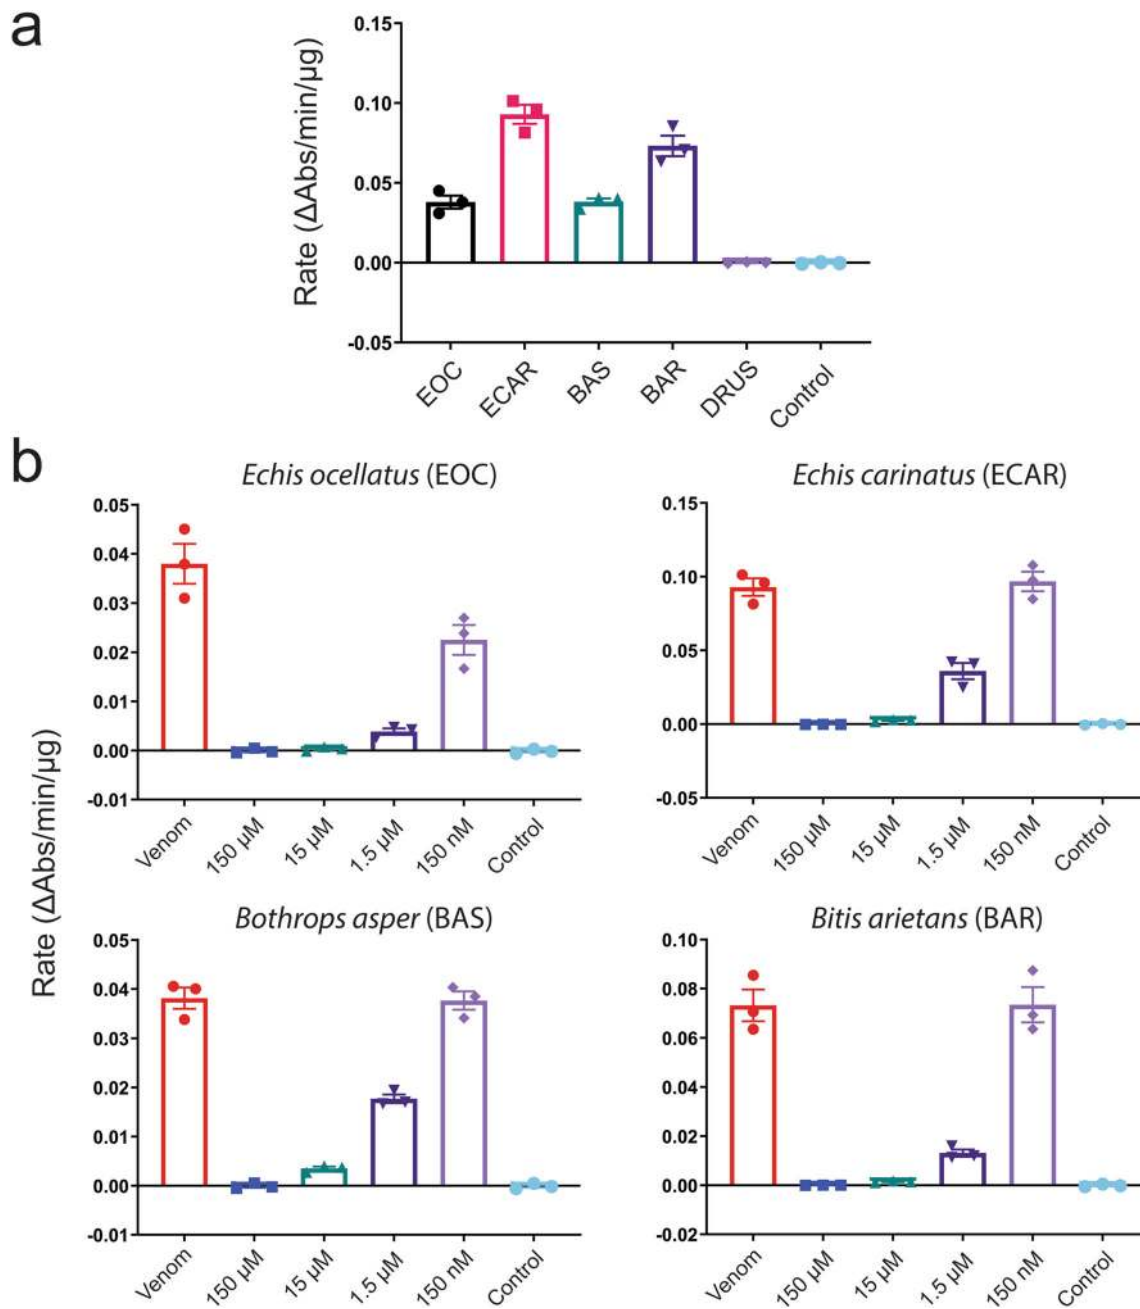 a
0.15
0.10
0.05
0.00
-0.05
Rate (ΔAbs/min/µg)
EOC
ECAR
BAS
BAR
DRUS
Control
b
Rate (ΔAbs/min/µg)
Echis ocellatus (EOC)
0.05
0.04
0.03
0.02
0.01
0.00
-0.01
Venom
150 µM
15 µM
1.5 µM
150 nM
Control
Echis carinatus (ECAR)
0.15
0.10
0.05
0.00
-0.05
Venom
150 µM
15 µM
1.5 µM
150 nM
Control
Bothrops asper (BAS)
0.05
0.04
0.03
0.02
0.01
0.00
-0.01
Venom
150 µM
15 µM
1.5 µM
150 nM
Control
Bitis arietans (BAR)
0.10
0.08
0.06
0.04
0.02
0.00
-0.02
Venom
150 µM
15 µM
1.5 µM
150 nM
Control